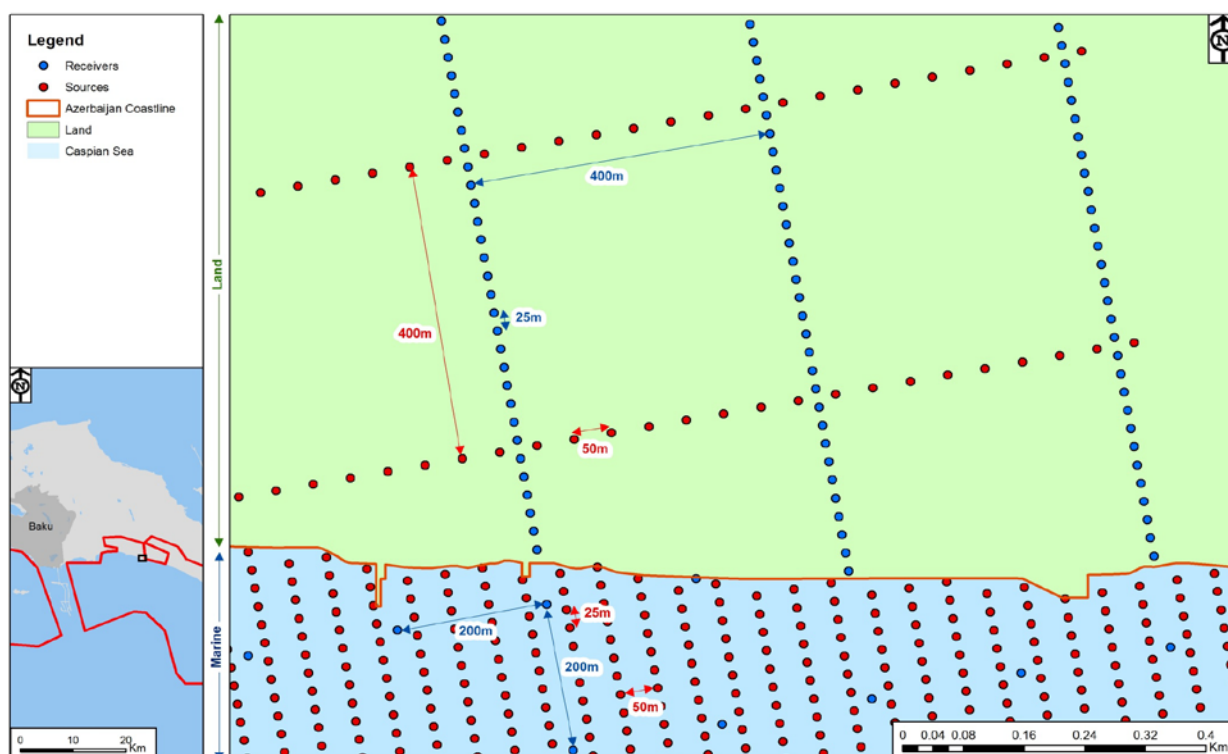 Legend
Receivers
Sources
Azerbaijan Coastline
Land
Caspian Sea
N
Baku
0 10 20
Km
Land
Marine
N
400m
400m
25m
50m
200m
25m
200m
50m
0 0.04 0.08 0.16 0.24 0.32 0.4
Km